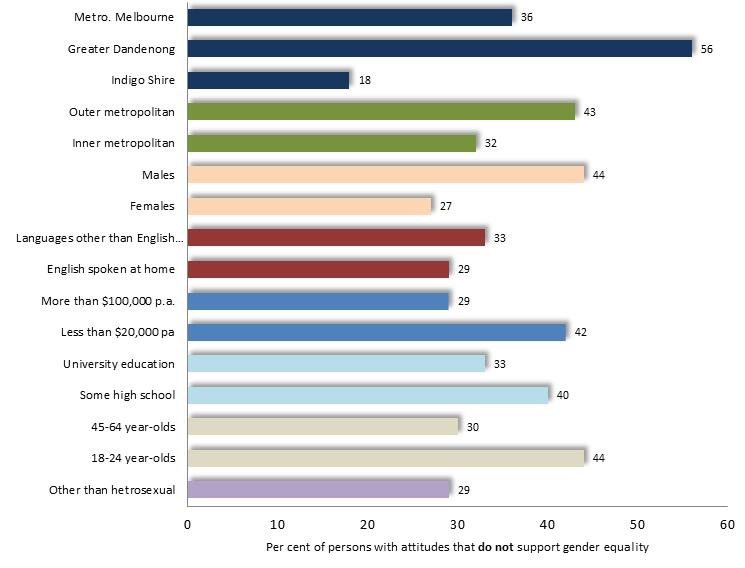 Metro. Melbourne 36
Greater Dandenong 56
Indigo Shire 18
Outer metropolitan 43
Inner metropolitan 32
Males 44
Females 27
Languages other than English... 33
English spoken at home 29
More than $100,000 p.a. 29
Less than $20,000 pa 42
University education 33
Some high school 40
45-64 year-olds 30
18-24 year-olds 44
Other than hetrosexual 29
0 10 20 30 40 50 60
Per cent of persons with attitudes that do not support gender equality